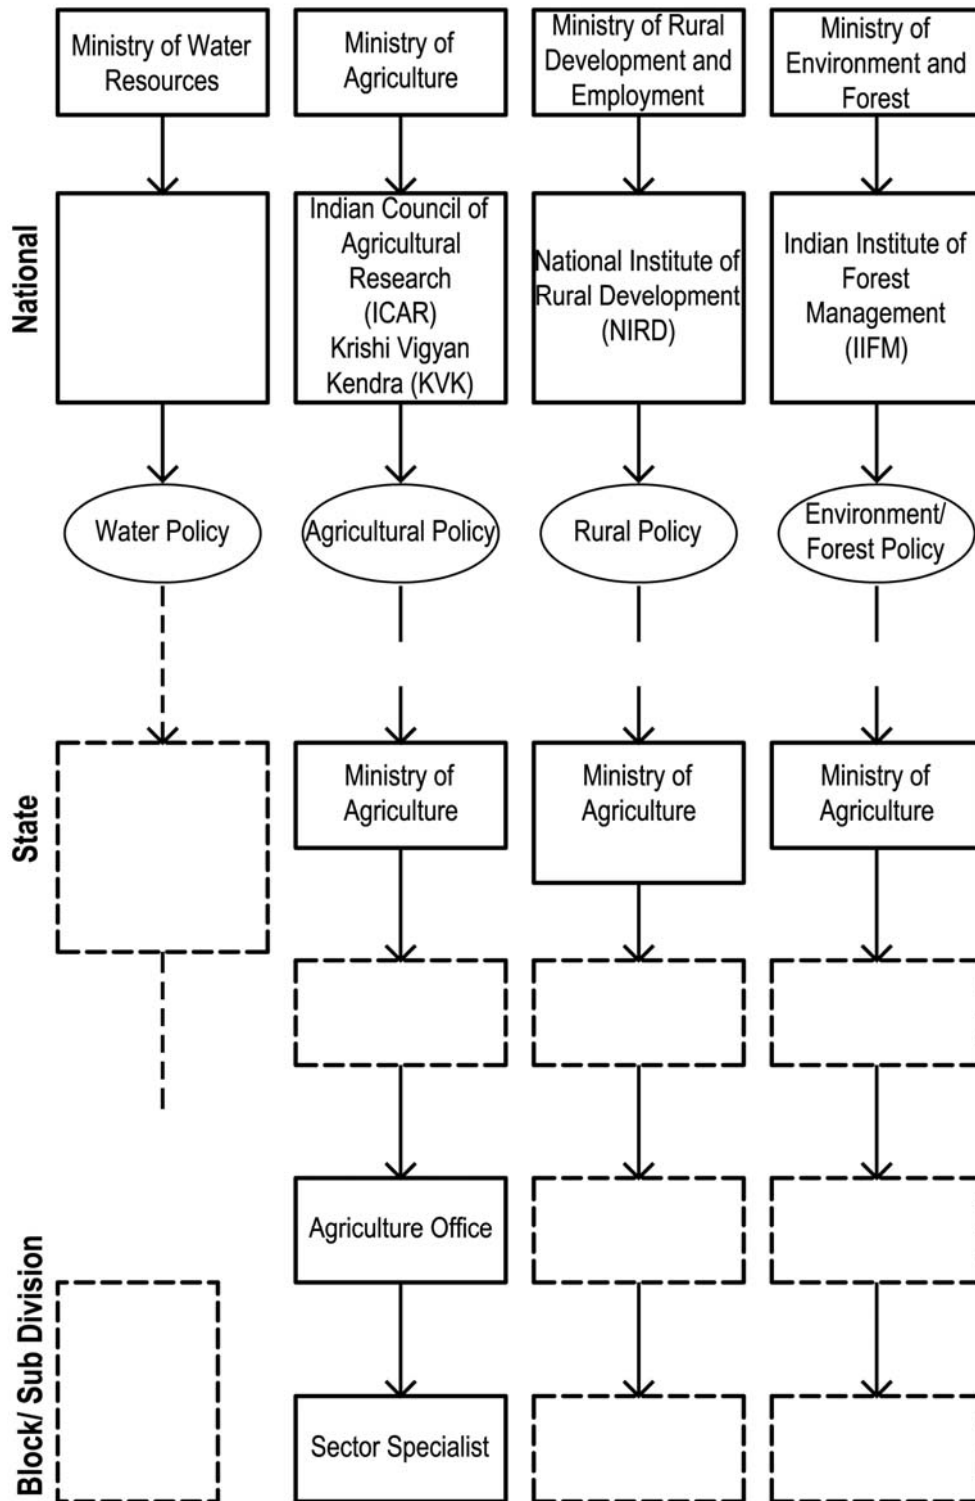 Ministry of Water
Resources
Ministry of
Agriculture
Ministry of Rural
Development and
Employment
Ministry of
Environment and
Forest
National
Indian Council of
Agricultural
Research
(ICAR)
Krishi Vigyan
Kendra (KVK)
National Institute of
Rural Development
(NIRD)
Indian Institute of
Forest
Management
(IIFM)
Water Policy
Agricultural Policy
Rural Policy
Environment/
Forest Policy
State
Ministry of
Agriculture
Ministry of
Agriculture
Ministry of
Agriculture
Agriculture Office
Block/ Sub Division
Sector Specialist